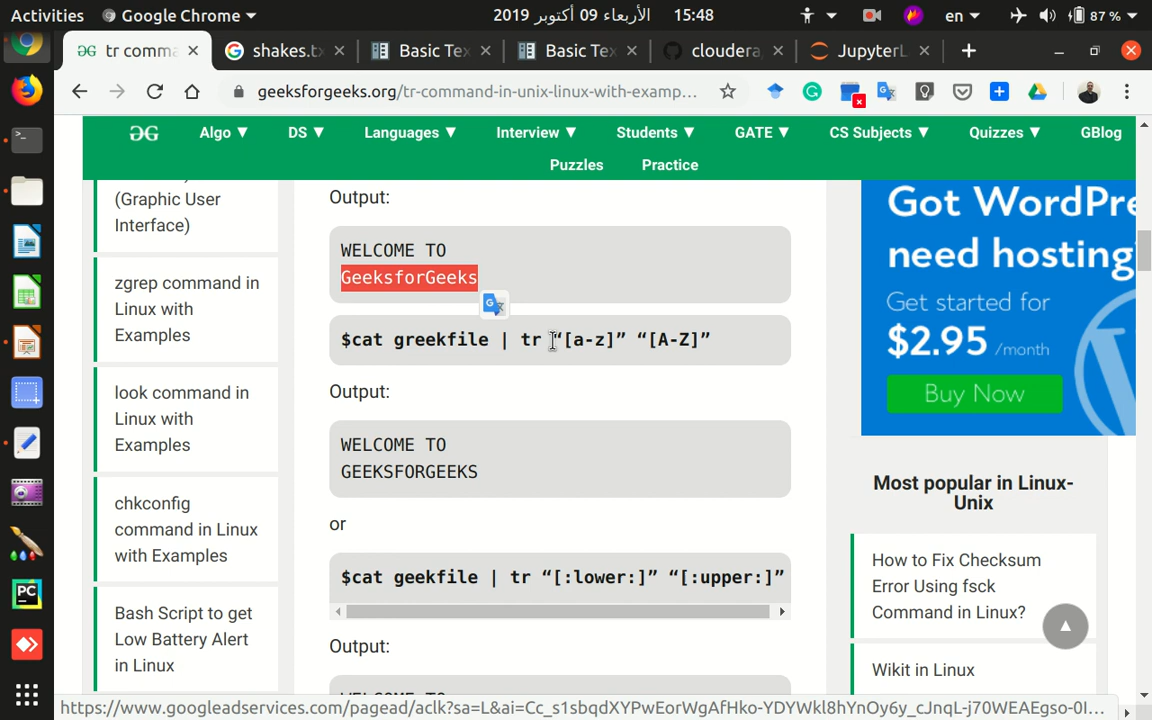 Activities Google Chrome ▾ الأربعاء 09 أكتوبر 2019 15:48 en ▾ 87 % ▾
tr comma × shakes.tx × Basic Tex × Basic Tex × cloudera × JupyterL × +
geeksforgeeks.org/tr-command-in-unix-linux-with-examp...
Algo ▼ DS ▼ Languages ▼ Interview ▼ Students ▼ GATE ▼ CS Subjects ▼ Quizzes ▼ GBlog
Puzzles Practice
(Graphic User
Interface)
zgrep command in
Linux with
Examples
look command in
Linux with
Examples
chkconfig
command in Linux
with Examples
Bash Script to get
Low Battery Alert
in Linux
Output:
WELCOME TO
GeeksforGeeks
$cat greekfile | tr “[a-z]” “[A-Z]”
Output:
WELCOME TO
GEEKSFORGEEKS
or
$cat geekfile | tr “[:lower:]” “[:upper:]”
Output:
Got WordPre
need hosting
Get started for
$2.95 /month
Buy Now
Most popular in Linux-
Unix
How to Fix Checksum
Error Using fsck
Command in Linux?
Wikit in Linux
PC
https://www.googleadservices.com/pagead/aclk?sa=L&ai=Cc_s1sbqdXYPwEorWgAfHko-YDYWkl8hYnOy6y_cJnqL-j70WEAEgso-0I...